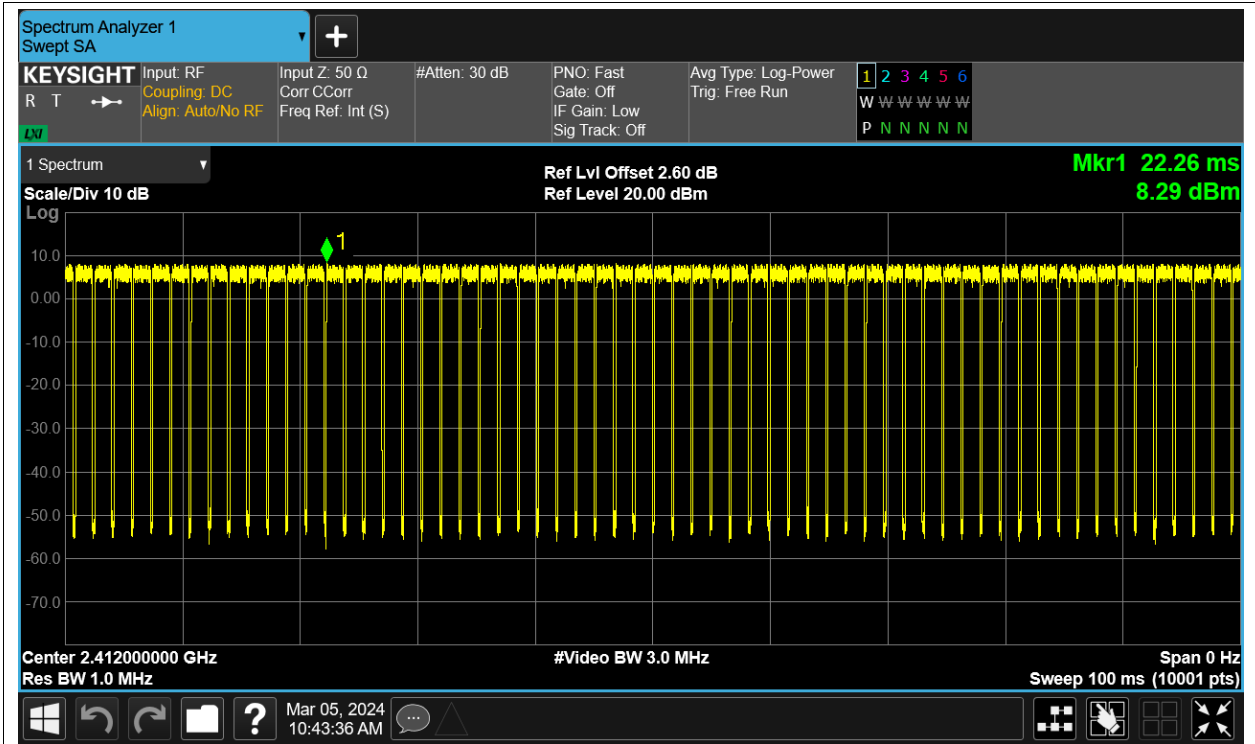 Spectrum Analyzer 1
Swept SA
+
KEYSIGHT
R T
LXI
Input: RF
Coupling: DC
Align: Auto/No RF
Input Z: 50 Ω
Corr CCorr
Freq Ref: Int (S)
#Atten: 30 dB
PNO: Fast
Gate: Off
IF Gain: Low
Sig Track: Off
Avg Type: Log-Power
Trig: Free Run
1 2 3 4 5 6
W W W W W W
P N N N N N
1 Spectrum
Scale/Div 10 dB
Log
Ref Lvl Offset 2.60 dB
Ref Level 20.00 dBm
Mkr1 22.26 ms
8.29 dBm
1
10.0
0.00
-10.0
-20.0
-30.0
-40.0
-50.0
-60.0
-70.0
Center 2.412000000 GHz
Res BW 1.0 MHz
#Video BW 3.0 MHz
Span 0 Hz
Sweep 100 ms (10001 pts)
?
Mar 05, 2024
10:43:36 AM